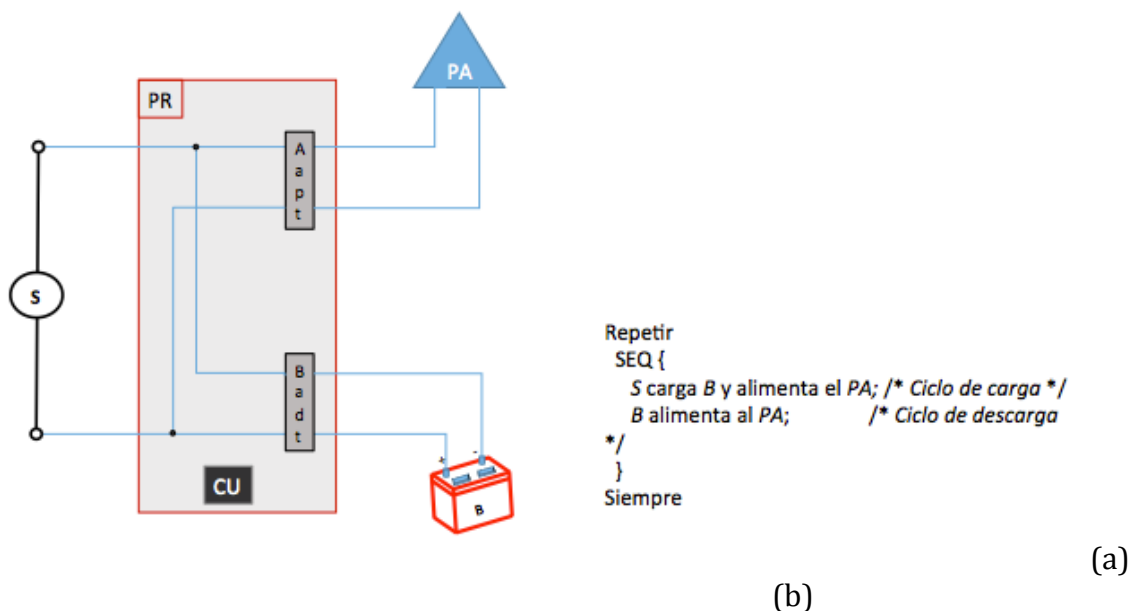 PA
PR
A
a
p
t
S
B
a
d
t
CU
+ -
B
Repetir
SEQ {
S carga B y alimenta el PA; /* Ciclo de carga */
B alimenta al PA; /* Ciclo de descarga
*/
}
Siempre
(a)
(b)